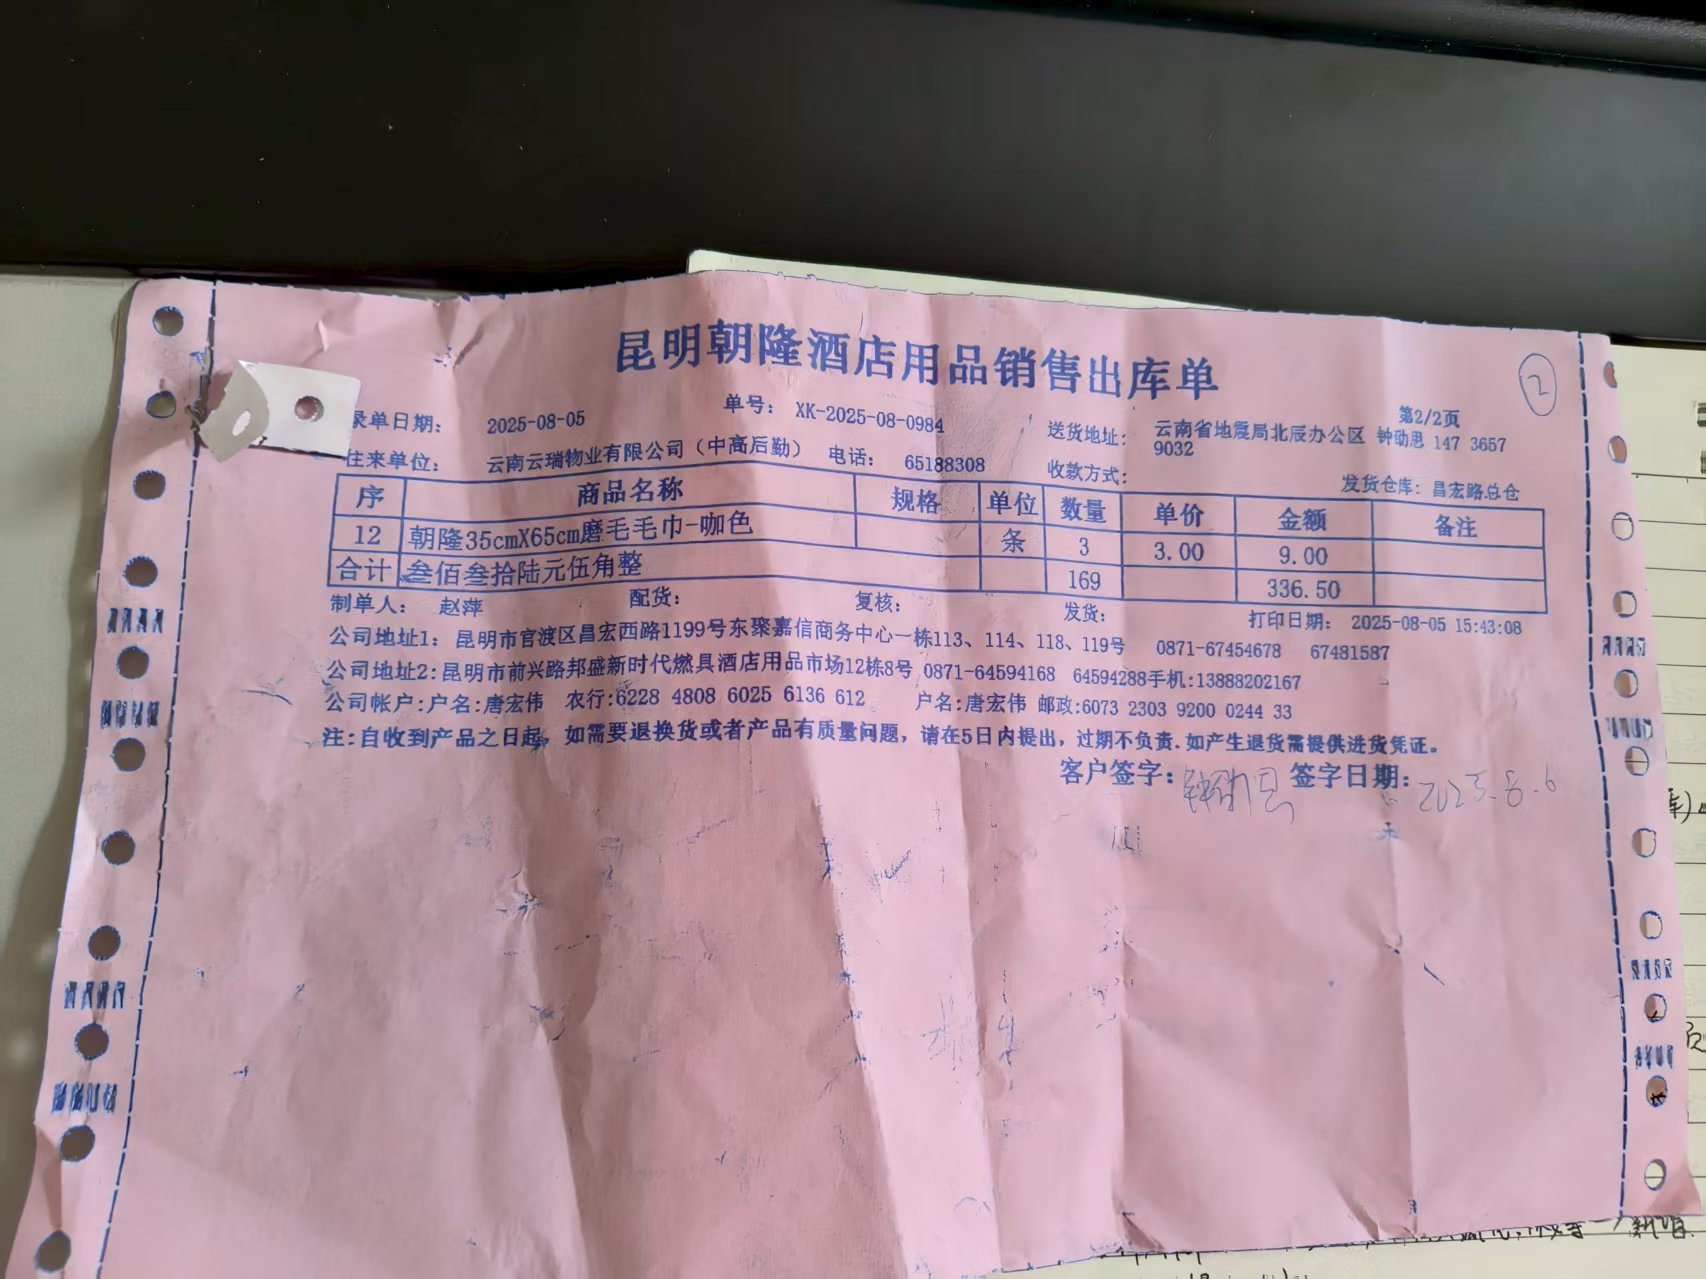 昆明朝隆酒店用品销售出库单
②
第2/2页
录单日期: 2025-08-05 单号: XK-2025-08-0984 送货地址: 云南省地震局北辰办公区 钟劭思 147 3657 9032
往来单位: 云南云瑞物业有限公司（中高后勤） 电话: 65188308 收款方式: 发货仓库: 昌宏路总仓
序 商品名称 规格 单位 数量 单价 金额 备注
12 朝隆35cmX65cm磨毛毛巾-咖色 条 3 3.00 9.00
合计 叁佰叁拾陆元伍角整 169 336.50
制单人: 赵萍 配货: 复核: 发货: 打印日期: 2025-08-05 15:43:08
公司地址1: 昆明市官渡区昌宏西路1199号东聚嘉信商务中心一栋113、114、118、119号 0871-67454678 67481587
公司地址2:昆明市前兴路邦盛新时代燃具酒店用品市场12栋8号 0871-64594168 64594288手机:13888202167
公司帐户:户名:唐宏伟 农行:6228 4808 6025 6136 612 户名:唐宏伟 邮政:6073 2303 9200 0244 33
注:自收到产品之日起，如需要退换货或者产品有质量问题，请在5日内提出，过期不负责.如产生退货需提供进货凭证。
客户签字: 钟劭思 签字日期: 2025.8.6